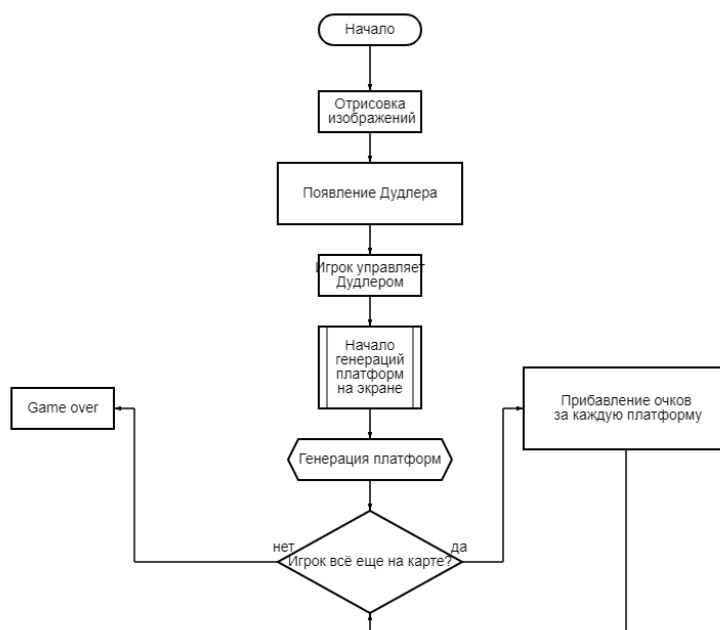 Начало
Отрисовка
изображений
Появление Дудлера
Игрок управляет
Дудлером
Начало
генераций
платформ
на экране
Game over
Прибавление очков
за каждую платформу
Генерация платформ
нет
да
Игрок всё еще на карте?